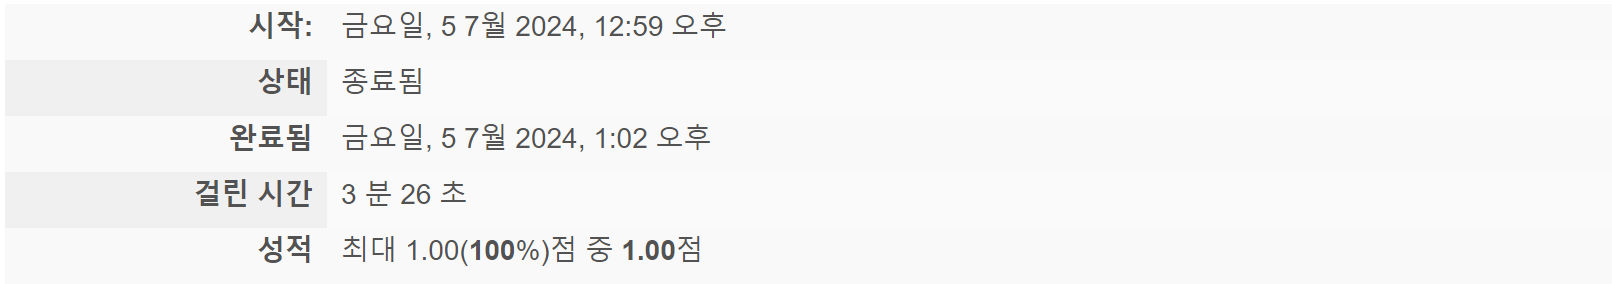 시작: 금요일, 5 7월 2024, 12:59 오후
상태 종료됨
완료됨 금요일, 5 7월 2024, 1:02 오후
걸린 시간 3 분 26 초
성적 최대 1.00(100%)점 중 1.00점